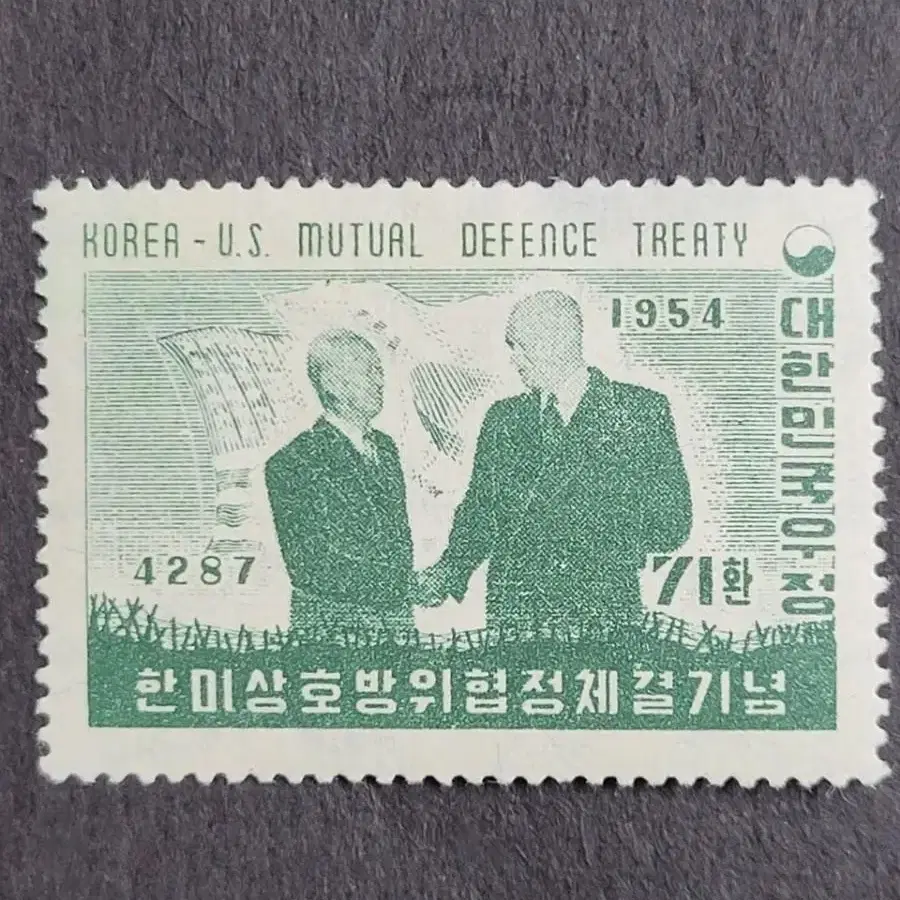 KOREA - U.S. MUTUAL DEFENCE TREATY
1954
대한민국우정
4287
71환
한미상호방위협정체결기념